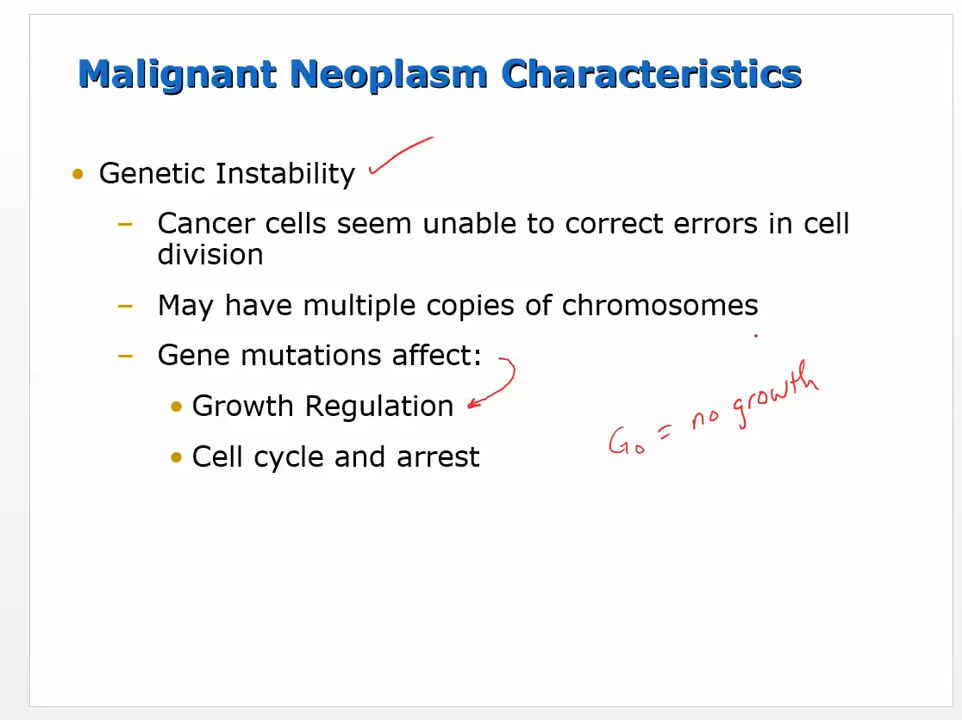 Malignant Neoplasm Characteristics
• Genetic Instability
– Cancer cells seem unable to correct errors in cell
division
– May have multiple copies of chromosomes
– Gene mutations affect:
• Growth Regulation
G0 = no growth
• Cell cycle and arrest